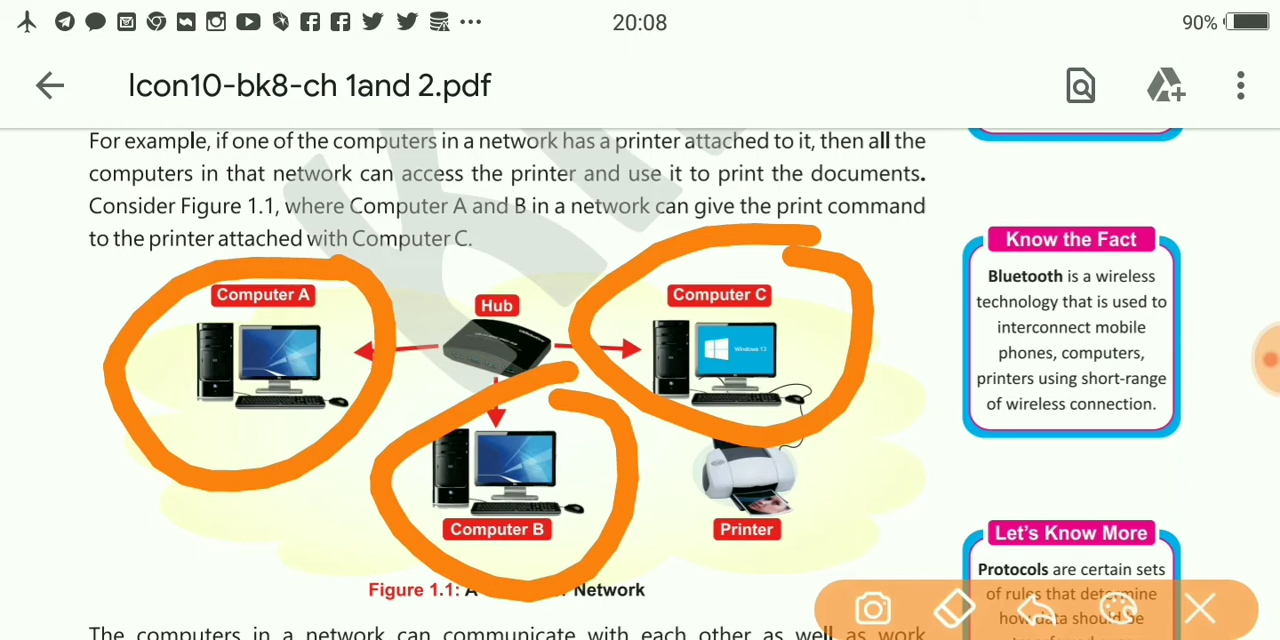 20:08
90%
Icon10-bk8-ch 1and 2.pdf
For example, if one of the computers in a network has a printer attached to it, then all the
computers in that network can access the printer and use it to print the documents.
Consider Figure 1.1, where Computer A and B in a network can give the print command
to the printer attached with Computer C.
Computer A
Hub
Computer C
Windows 13
Computer B
Printer
Figure 1.1: A Network
The computers in a network can communicate with each other as well as work
Know the Fact
Bluetooth is a wireless
technology that is used to
interconnect mobile
phones, computers,
printers using short-range
of wireless connection.
Let's Know More
Protocols are certain sets
of rules that determine
how data should be